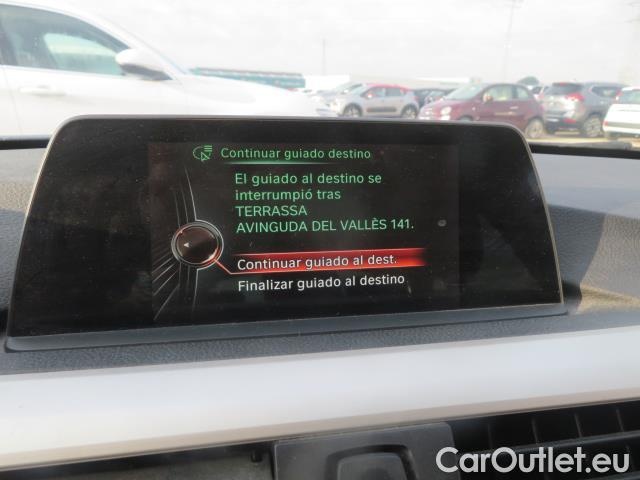 Continuar guiado destino
El guiado al destino se
interrumpió tras
TERRASSA
AVINGUDA DEL VALLÈS 141.
Continuar guiado al dest.
Finalizar guiado al destino
CarOutlet.eu